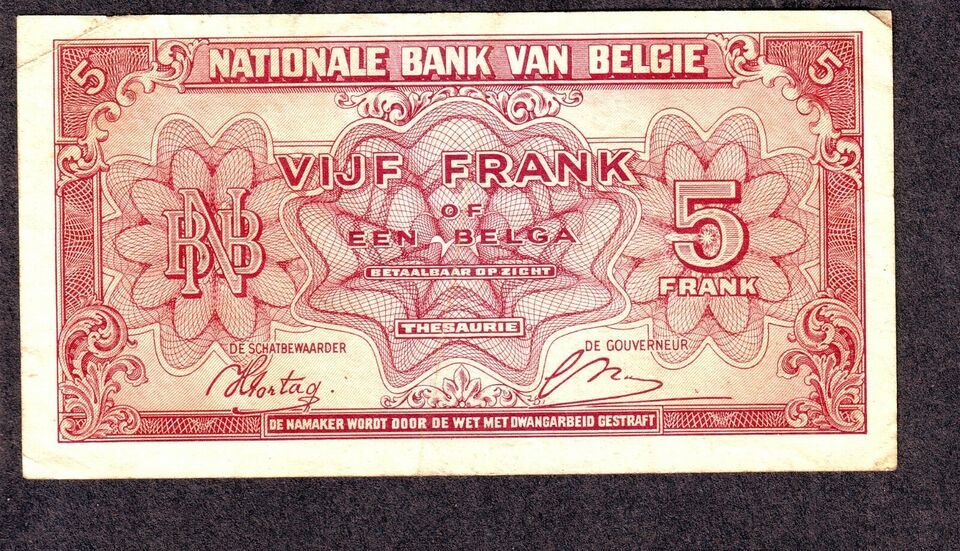 5 NATIONALE BANK VAN BELGIE 5
VIJF FRANK
OF
EEN BELGA
BETAALBAAR OP ZICHT
BNB
5
FRANK
THESAURIE
DE SCHATBEWAARDER
DE GOUVERNEUR
DE NAMAKER WORDT DOOR DE WET MET DWANGARBEID GESTRAFT